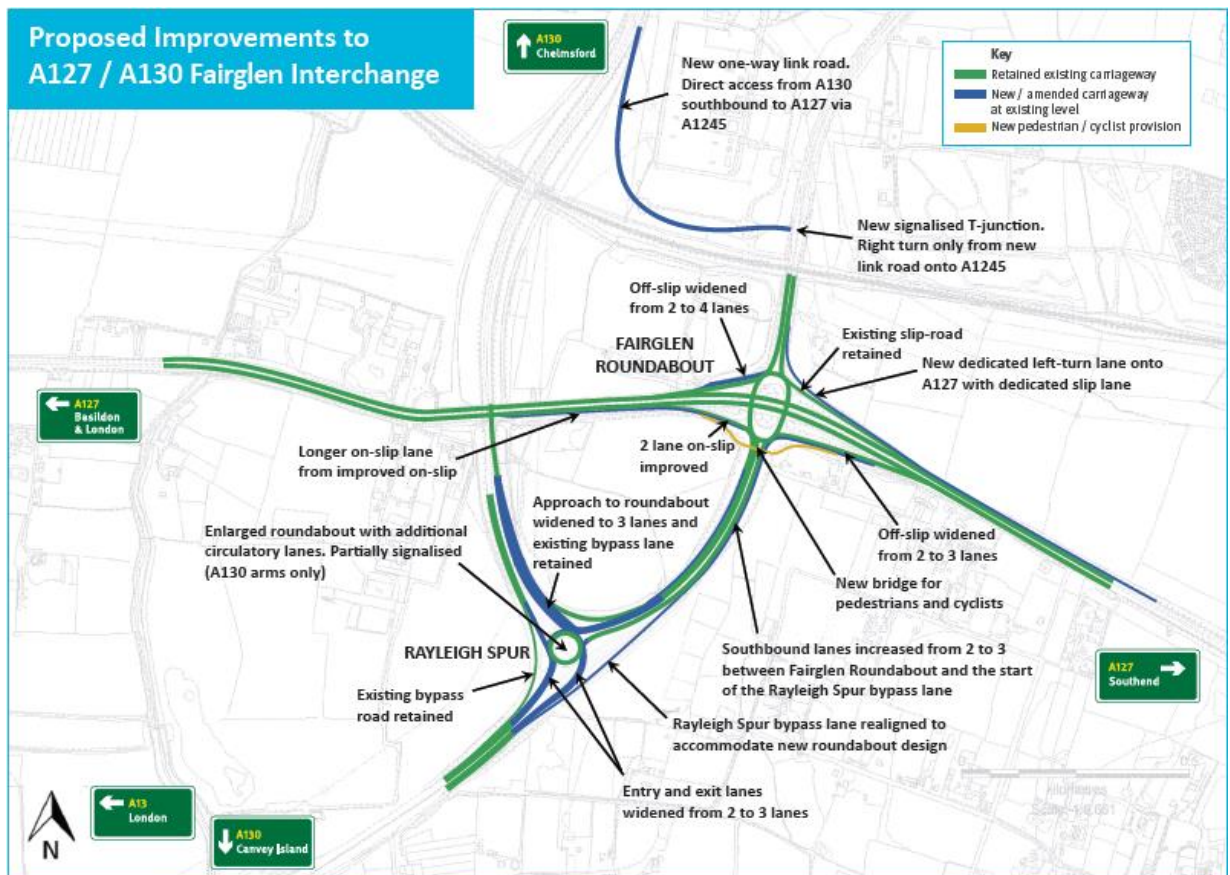 Proposed Improvements to
A127 / A130 Fairglen Interchange
A130
Chelmsford
New one-way link road.
Direct access from A130
southbound to A127 via
A1245
Key
Retained existing carriageway
New / amended carriageway
at existing level
New pedestrian / cyclist provision
New signalised T-junction.
Right turn only from new
link road onto A1245
Off-slip widened
from 2 to 4 lanes
FAIRGLEN
ROUNDABOUT
Existing slip-road
retained
New dedicated left-turn lane onto
A127 with dedicated slip lane
A127
Basildon
& London
Longer on-slip lane
from improved on-slip
2 lane on-slip
improved
Approach to roundabout
widened to 3 lanes and
existing bypass lane
retained
Enlarged roundabout with additional
circulatory lanes. Partially signalised
(A130 arms only)
Off-slip widened
from 2 to 3 lanes
New bridge for
pedestrians and cyclists
RAYLEIGH SPUR
Southbound lanes increased from 2 to 3
between Fairglen Roundabout and the start
of the Rayleigh Spur bypass lane
A127
Southend
Existing bypass
road retained
Rayleigh Spur bypass lane realigned to
accommodate new roundabout design
Entry and exit lanes
widened from 2 to 3 lanes
N
A13
London
A130
Canvey Island
0
0.5
Kilometres